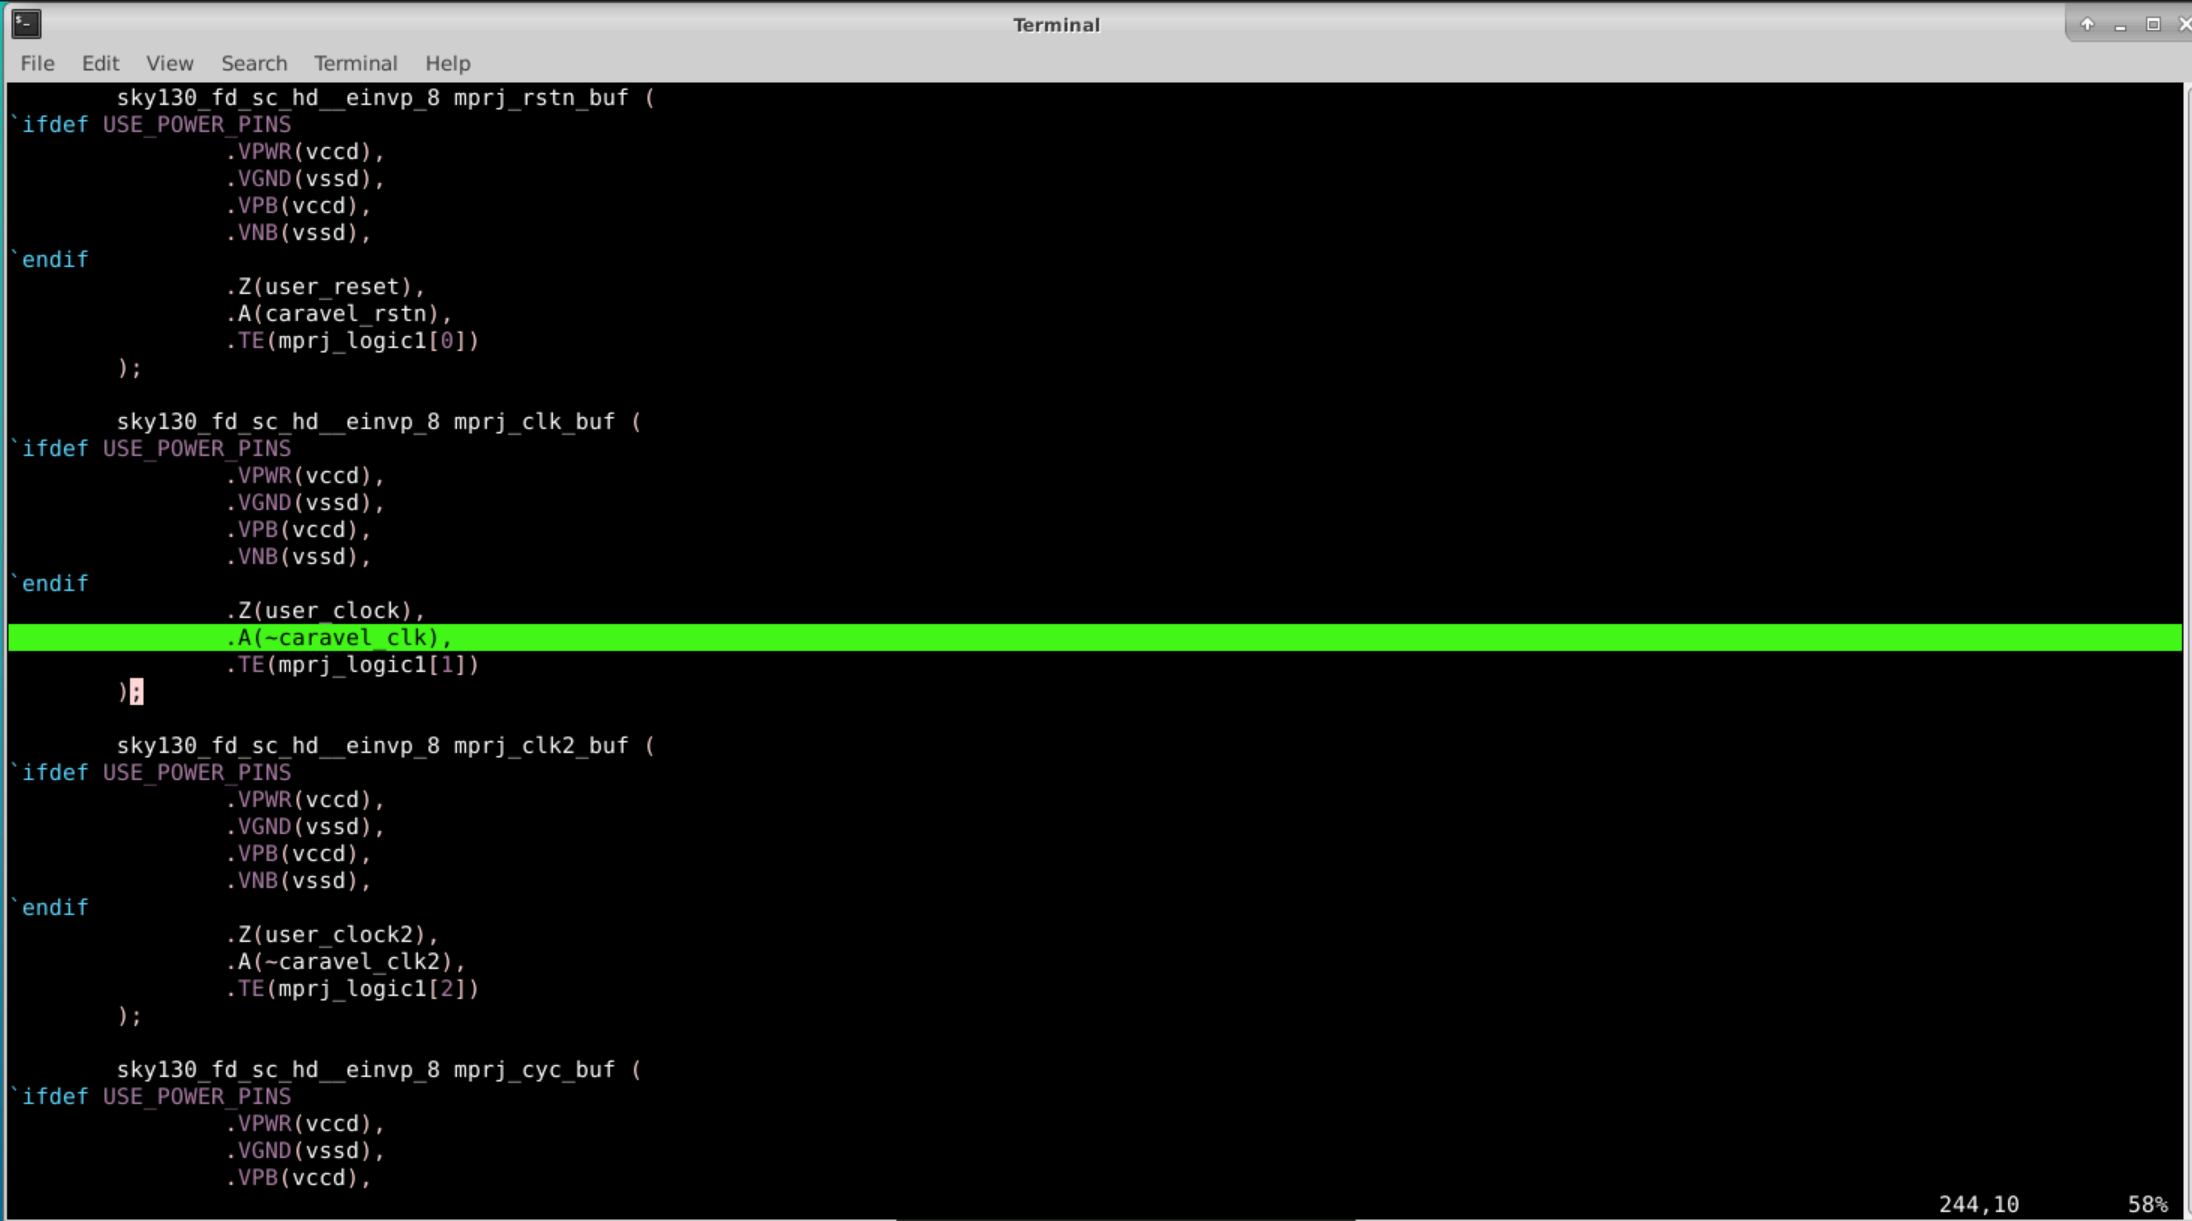 Terminal
File Edit View Search Terminal Help
sky130_fd_sc_hd__einvp_8 mprj_rstn_buf (
`ifdef USE_POWER_PINS
.VPWR(vccd),
.VGND(vssd),
.VPB(vccd),
.VNB(vssd),
`endif
.Z(user_reset),
.A(caravel_rstn),
.TE(mprj_logic1[0])
);
sky130_fd_sc_hd__einvp_8 mprj_clk_buf (
`ifdef USE_POWER_PINS
.VPWR(vccd),
.VGND(vssd),
.VPB(vccd),
.VNB(vssd),
`endif
.Z(user_clock),
.A(~caravel_clk),
.TE(mprj_logic1[1])
);
sky130_fd_sc_hd__einvp_8 mprj_clk2_buf (
`ifdef USE_POWER_PINS
.VPWR(vccd),
.VGND(vssd),
.VPB(vccd),
.VNB(vssd),
`endif
.Z(user_clock2),
.A(~caravel_clk2),
.TE(mprj_logic1[2])
);
sky130_fd_sc_hd__einvp_8 mprj_cyc_buf (
`ifdef USE_POWER_PINS
.VPWR(vccd),
.VGND(vssd),
.VPB(vccd),
244,10 58%